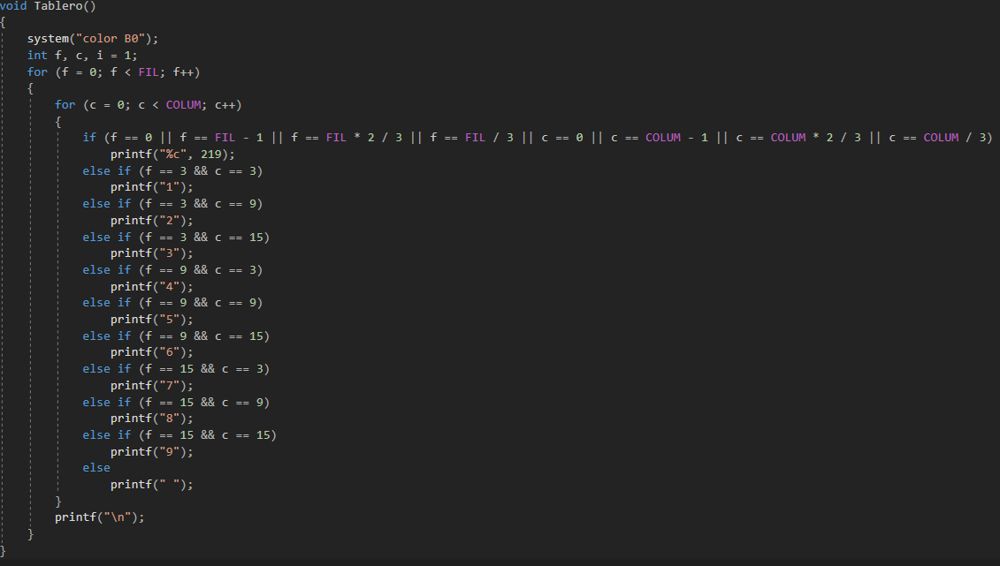 void Tablero()
{
    system("color B0");
    int f, c, i = 1;
    for (f = 0; f < FIL; f++)
    {
        for (c = 0; c < COLUM; c++)
        {
            if (f == 0 || f == FIL - 1 || f == FIL * 2 / 3 || f == FIL / 3 || c == 0 || c == COLUM - 1 || c == COLUM * 2 / 3 || c == COLUM / 3)
                printf("%c", 219);
            else if (f == 3 && c == 3)
                printf("1");
            else if (f == 3 && c == 9)
                printf("2");
            else if (f == 3 && c == 15)
                printf("3");
            else if (f == 9 && c == 3)
                printf("4");
            else if (f == 9 && c == 9)
                printf("5");
            else if (f == 9 && c == 15)
                printf("6");
            else if (f == 15 && c == 3)
                printf("7");
            else if (f == 15 && c == 9)
                printf("8");
            else if (f == 15 && c == 15)
                printf("9");
            else
                printf(" ");
        }
        printf("\n");
    }
}